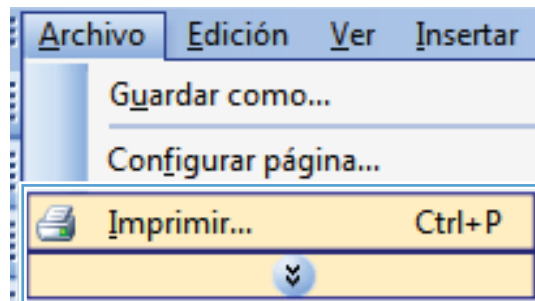 Archivo Edición Ver Insertar
Guardar como...
Configurar página...
Imprimir... Ctrl+P